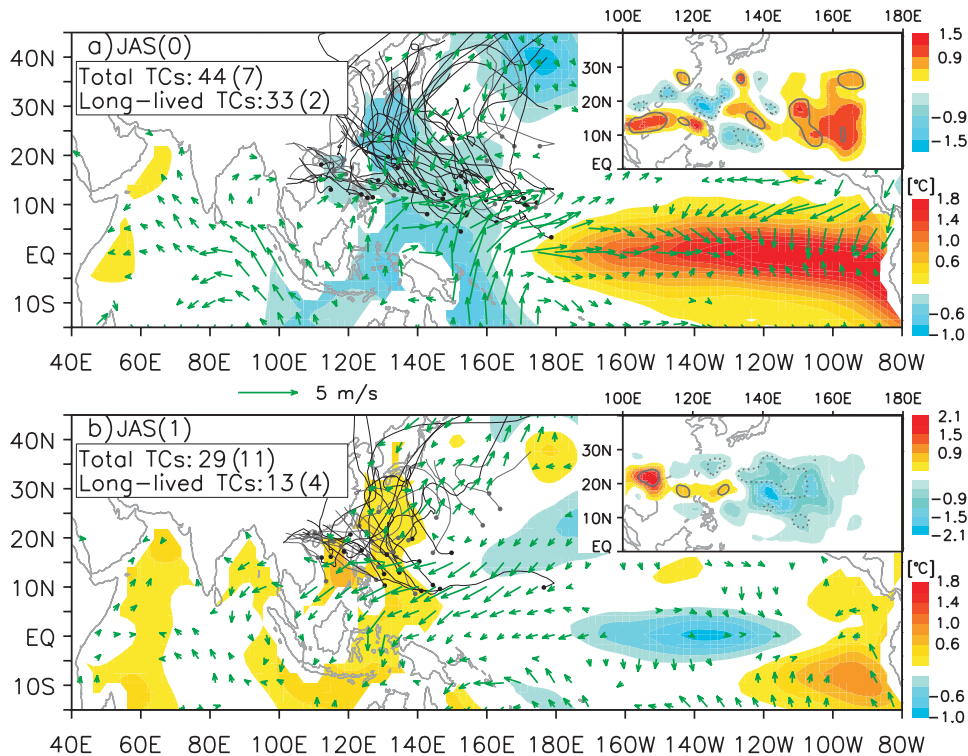 100E 120E 140E 160E 180E
a) JAS(0)
Total TCs: 44 (7)
Long-lived TCs: 33 (2)
40N
30N
20N
10N
EQ
10S
30N
20N
10N
EQ
1.5
0.9
-0.9
-1.5
[°C]
1.8
1.4
1.0
0.6
-0.6
-1.0
40E 60E 80E 100E 120E 140E 160E 180E 160W 140W 120W 100W 80W
5 m/s
100E 120E 140E 160E 180E
b) JAS(1)
Total TCs: 29 (11)
Long-lived TCs: 13 (4)
40N
30N
20N
10N
EQ
10S
30N
20N
10N
EQ
2.1
1.5
0.9
-0.9
-1.5
-2.1
[°C]
1.8
1.4
1.0
0.6
-0.6
-1.0
40E 60E 80E 100E 120E 140E 160E 180E 160W 140W 120W 100W 80W